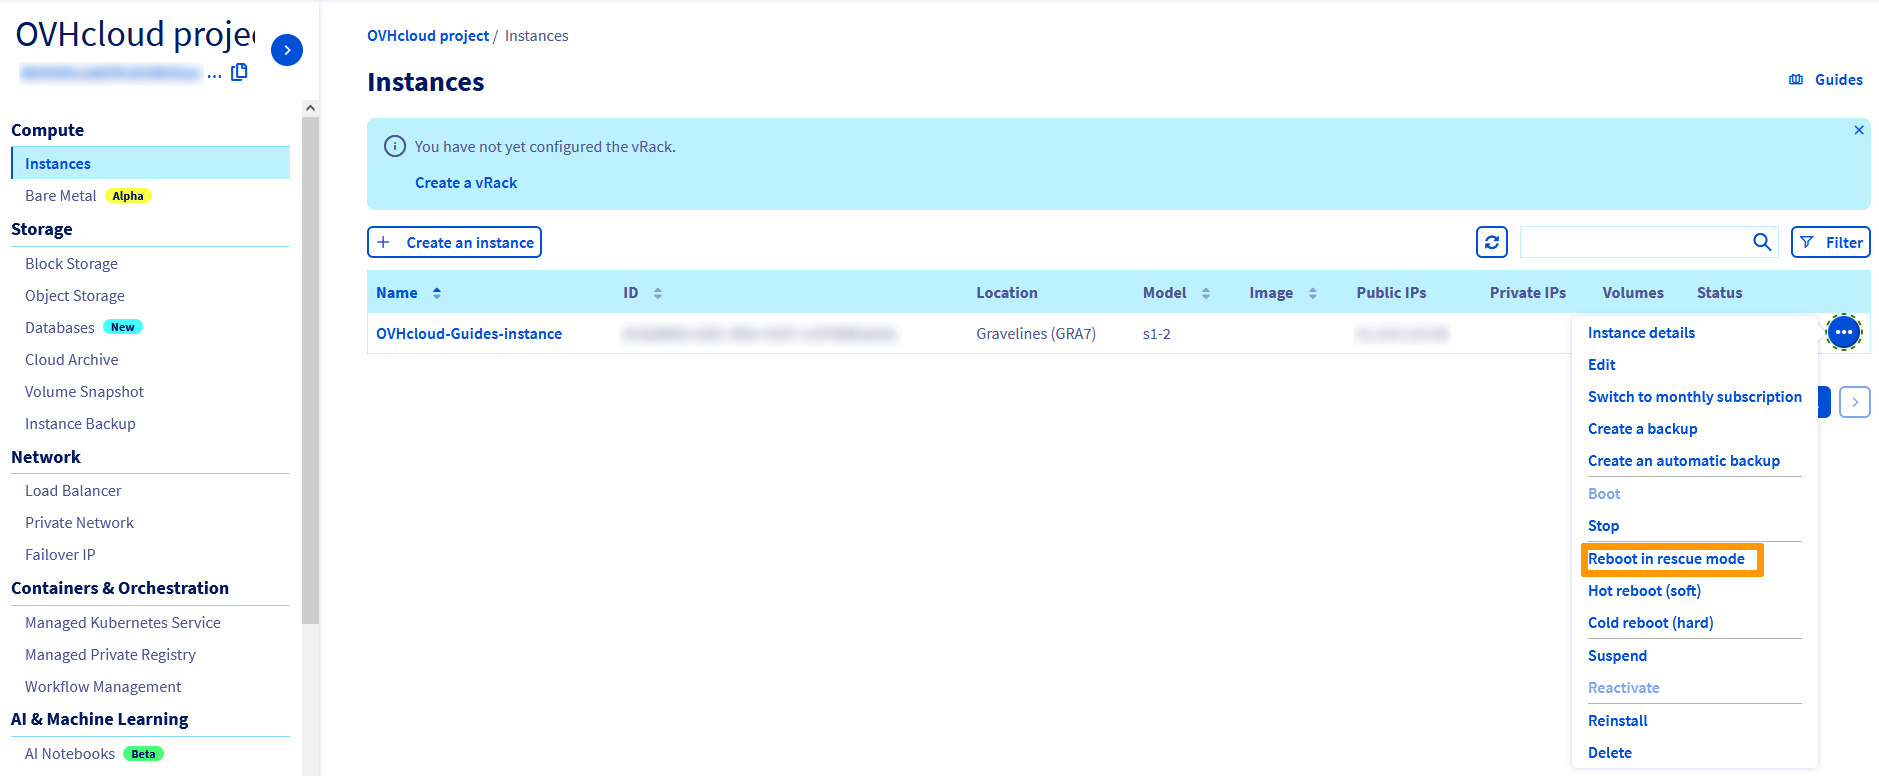 OVHcloud project
...
Compute
Instances
Bare Metal Alpha
Storage
Block Storage
Object Storage
Databases New
Cloud Archive
Volume Snapshot
Instance Backup
Network
Load Balancer
Private Network
Failover IP
Containers & Orchestration
Managed Kubernetes Service
Managed Private Registry
Workflow Management
AI & Machine Learning
AI Notebooks Beta
OVHcloud project / Instances
Instances
Guides
You have not yet configured the vRack.
Create a vRack
Create an instance
Filter
Name ID Location Model Image Public IPs Private IPs Volumes Status
OVHcloud-Guides-instance Gravelines (GRA7) s1-2
Instance details
Edit
Switch to monthly subscription
Create a backup
Create an automatic backup
Boot
Stop
Reboot in rescue mode
Hot reboot (soft)
Cold reboot (hard)
Suspend
Reactivate
Reinstall
Delete